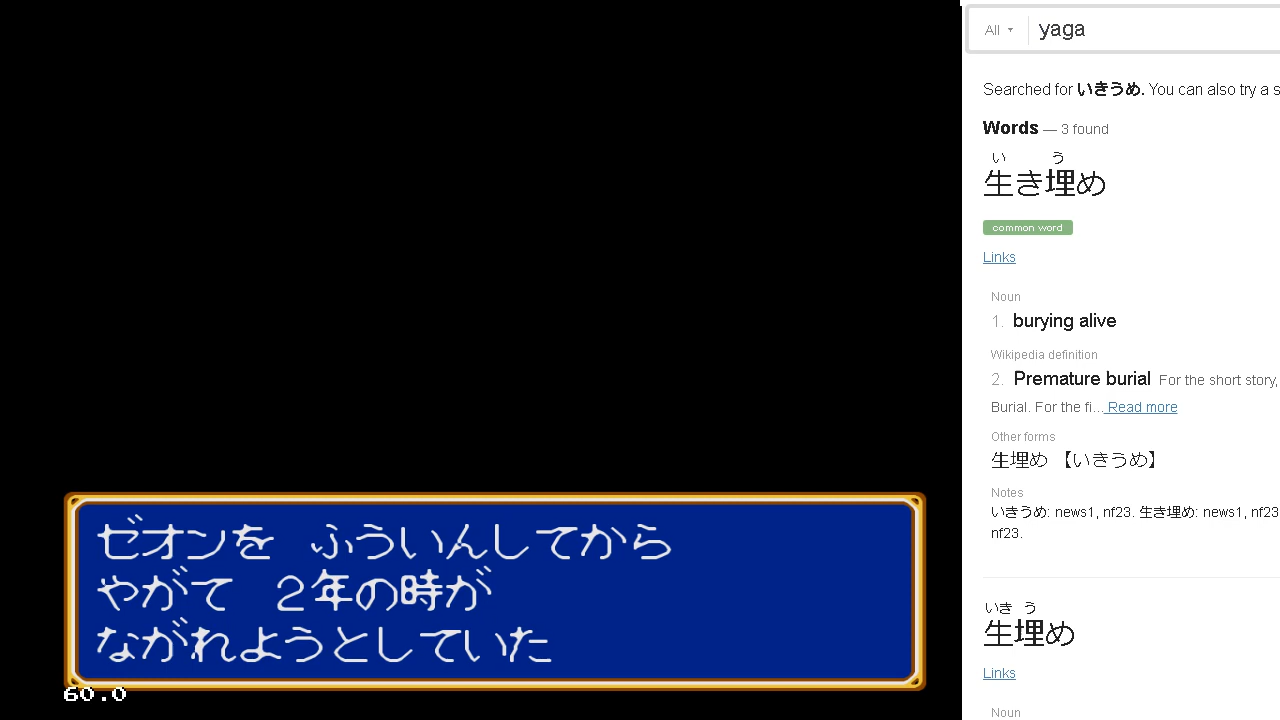 ゼオンを ふういんしてから
やがて 2年の時が
ながれようとしていた
60.0
All ▾ yaga
Searched for いきうめ. You can also try a s
Words — 3 found
い う
生き埋め
common word
Links
Noun
1. burying alive
Wikipedia definition
2. Premature burial For the short story,
Burial. For the fi... Read more
Other forms
生埋め 【いきうめ】
Notes
いきうめ: news1, nf23. 生き埋め: news1, nf23
nf23.
いき う
生埋め
Links
Noun